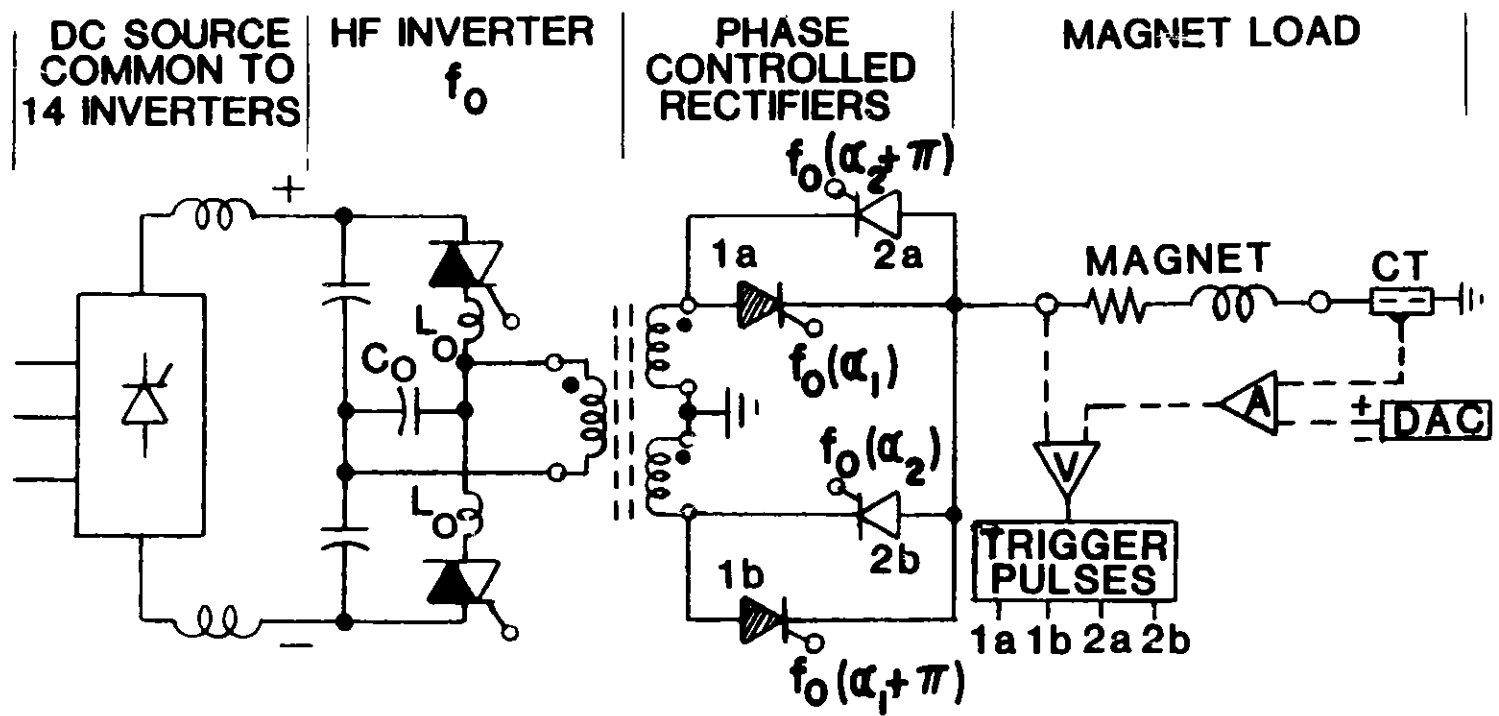 DC SOURCE
COMMON TO
14 INVERTERS
HF INVERTER
f₀
PHASE
CONTROLLED
RECTIFIERS
MAGNET LOAD
f₀(α₂+π)
+
2a
1a
MAGNET
CT
L₀
C₀
f₀(α₁)
A
+
-
DAC
f₀(α₂)
V
L₀
2b
TRIGGER
PULSES
1b
1a 1b 2a 2b
−
f₀(α₁+π)